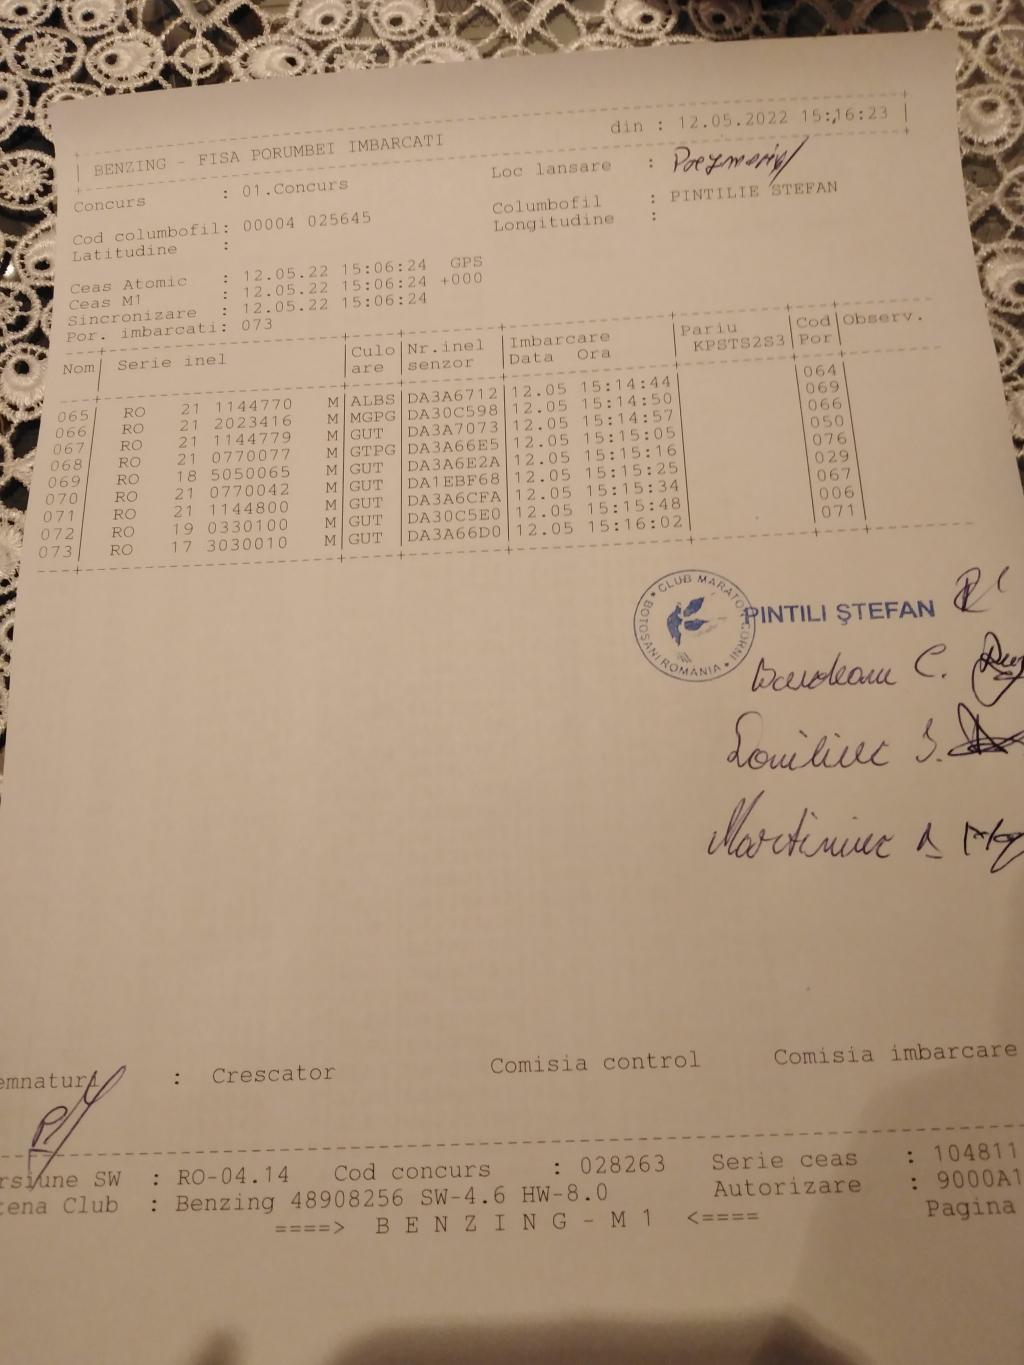 din : 12.05.2022 15:16:23
BENZING - FISA PORUMBEI IMBARCATI
Concurs : 01.Concurs Loc lansare :
Cod columbofil: 00004 025645 Columbofil : PINTILIE STEFAN
Latitudine : Longitudine :
Ceas Atomic : 12.05.22 15:06:24 GPS
Ceas M1 : 12.05.22 15:06:24 +000
Sincronizare : 12.05.22 15:06:24
Por. imbarcati: 073
Nom Serie inel Culo Nr.inel Imbarcare Pariu Cod Observ.
are senzor Data Ora KPSTS2S3 Por
065 RO 21 1144770 M ALBS DA3A6712 12.05 15:14:44 064
066 RO 21 2023416 M MGPG DA30C598 12.05 15:14:50 069
067 RO 21 1144779 M GUT DA3A7073 12.05 15:14:57 066
068 RO 21 0770077 M GTPG DA3A66E5 12.05 15:15:05 050
069 RO 18 5050065 M GUT DA3A6E2A 12.05 15:15:16 076
070 RO 21 0770042 M GUT DA1EBF68 12.05 15:15:25 029
071 RO 21 1144800 M GUT DA3A6CFA 12.05 15:15:34 067
072 RO 19 0330100 M GUT DA30C5E0 12.05 15:15:48 006
073 RO 17 3030010 M GUT DA3A66D0 12.05 15:16:02 071
CLUB MARATON CORNI BOTOSANI ROMANIA
PINTILI ŞTEFAN
C.
Martiniuc
emnaturi : Crescator Comisia control Comisia imbarcare
rsiune SW : RO-04.14 Cod concurs : 028263 Serie ceas : 104811
tena Club : Benzing 48908256 SW-4.6 HW-8.0 Autorizare : 9000A1
====> B E N Z I N G - M 1 <==== Pagina